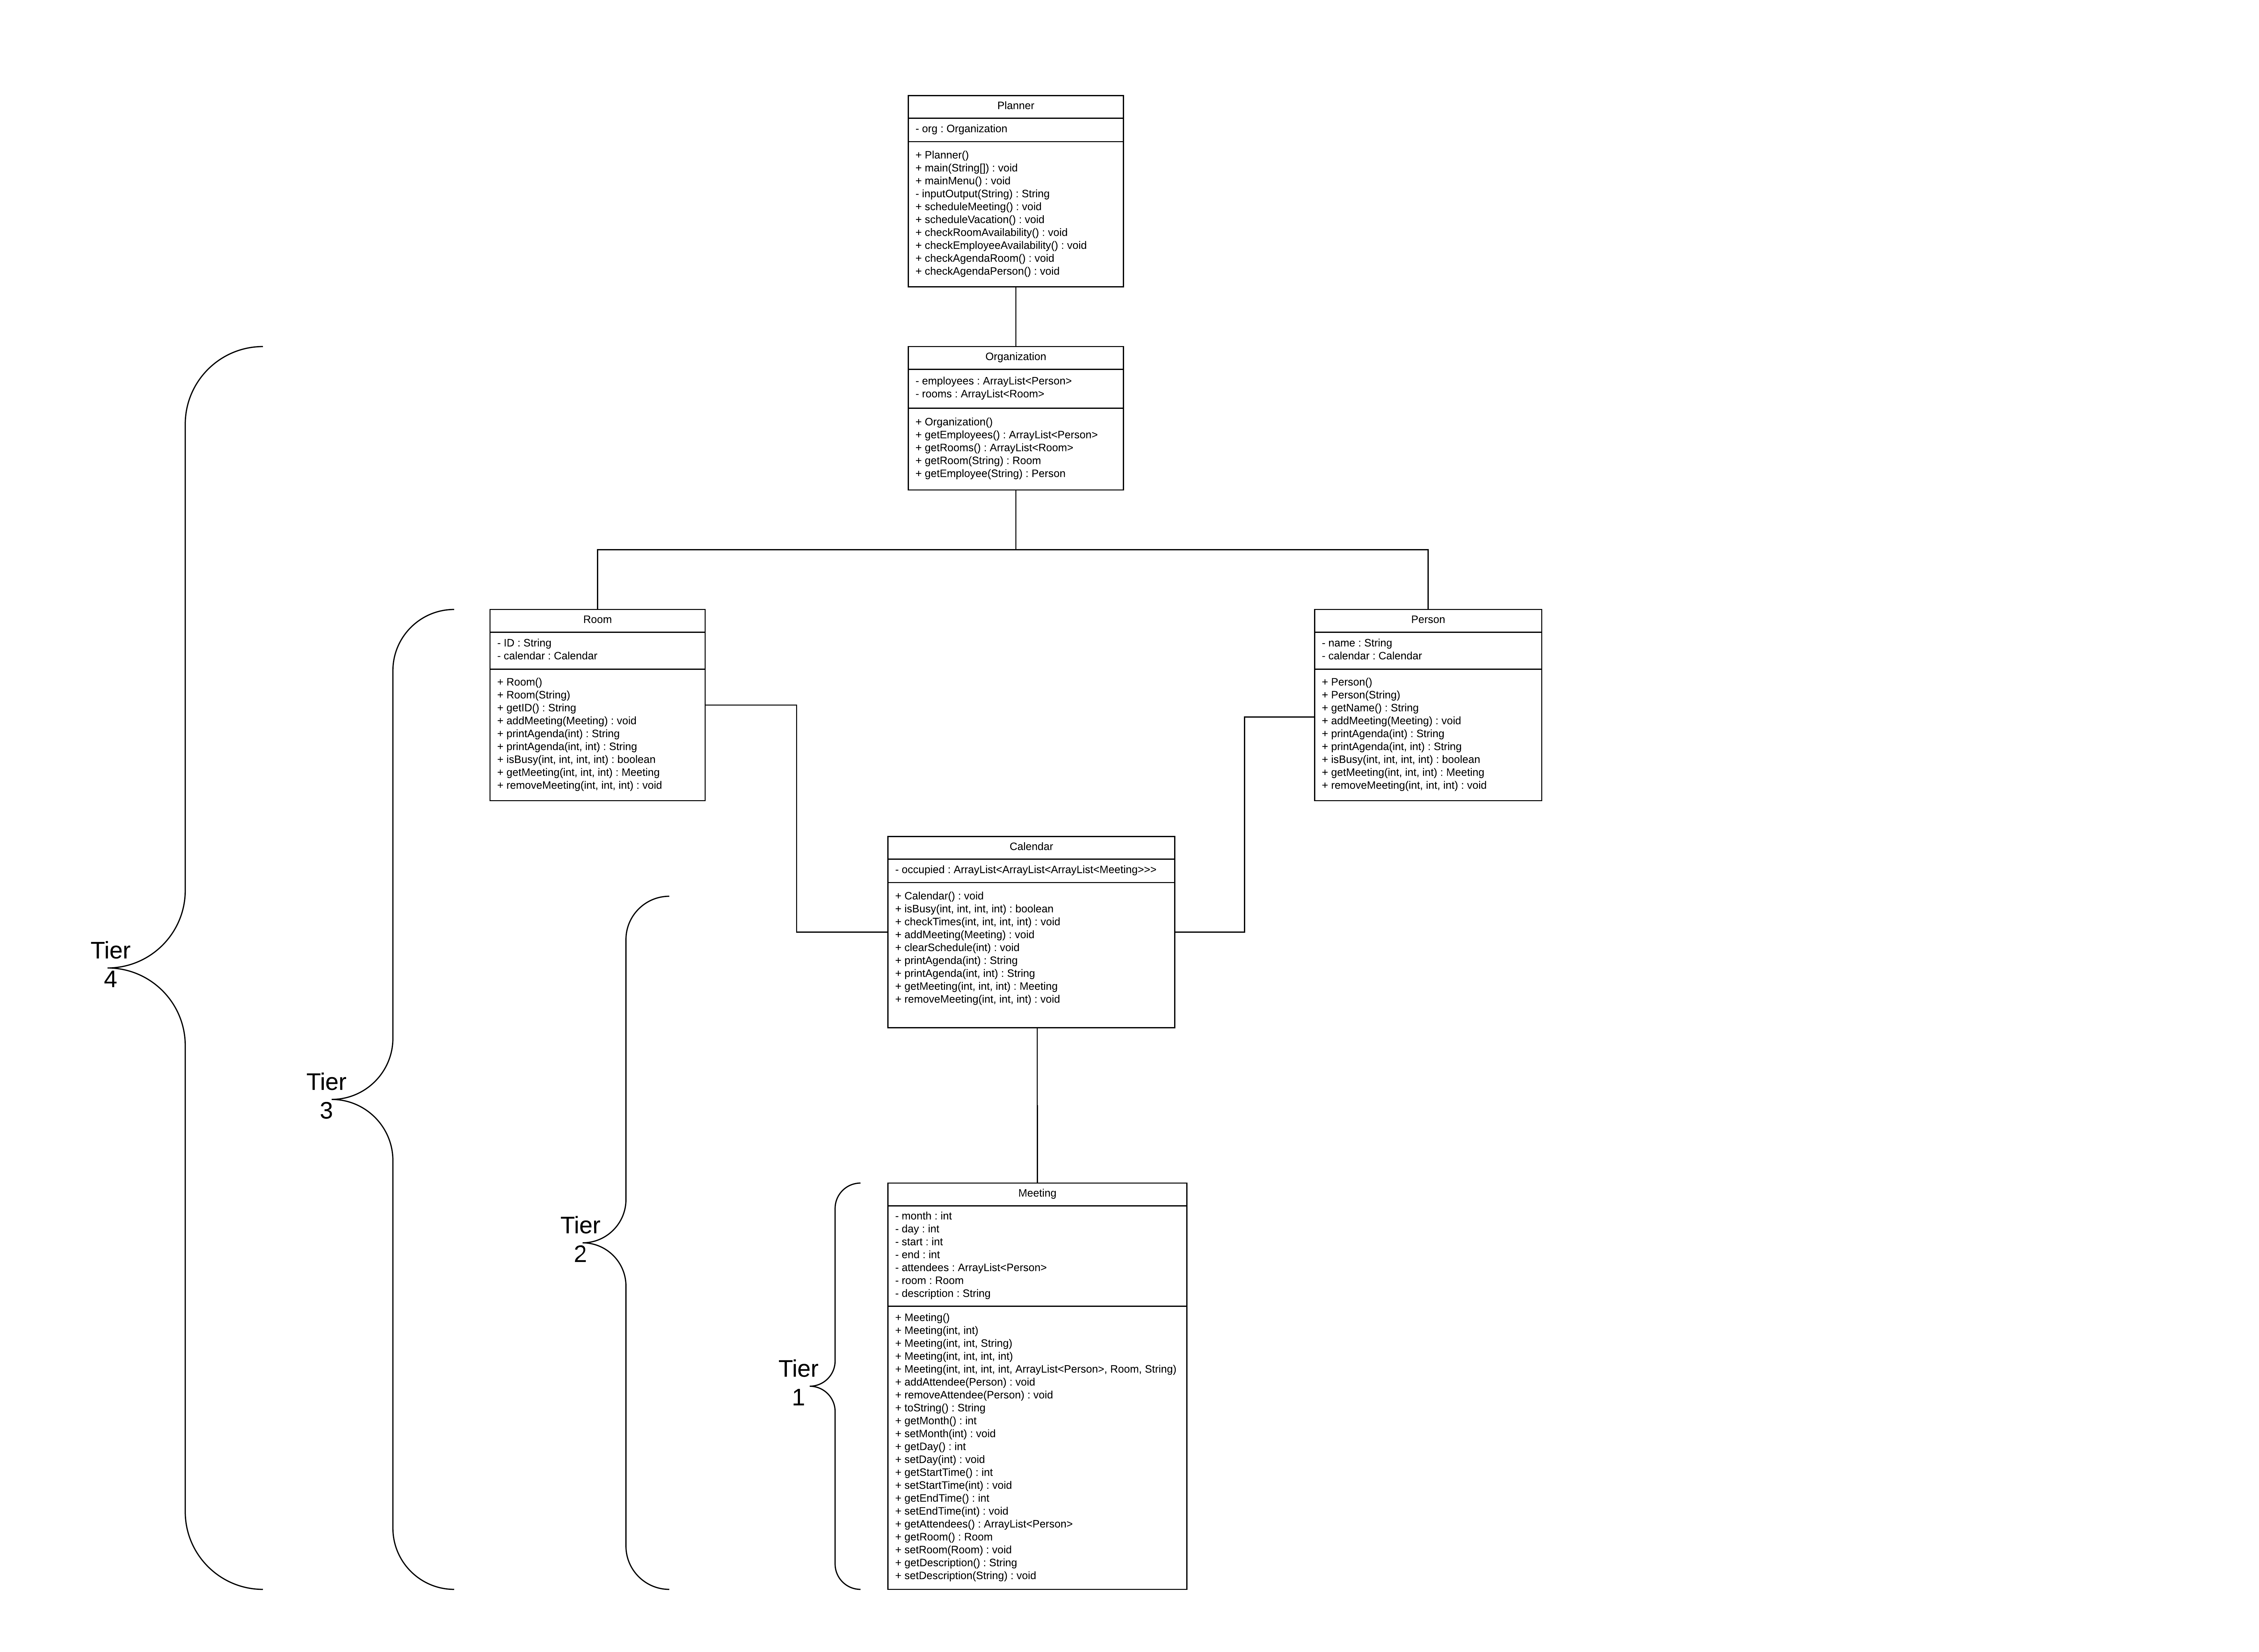 Planner
- org : Organization
+ Planner()
+ main(String[]) : void
+ mainMenu() : void
- inputOutput(String) : String
+ scheduleMeeting() : void
+ scheduleVacation() : void
+ checkRoomAvailability() : void
+ checkEmployeeAvailability() : void
+ checkAgendaRoom() : void
+ checkAgendaPerson() : void
Organization
- employees : ArrayList<Person>
- rooms : ArrayList<Room>
+ Organization()
+ getEmployees() : ArrayList<Person>
+ getRooms() : ArrayList<Room>
+ getRoom(String) : Room
+ getEmployee(String) : Person
Room
- ID : String
- calendar : Calendar
+ Room()
+ Room(String)
+ getID() : String
+ addMeeting(Meeting) : void
+ printAgenda(int) : String
+ printAgenda(int, int) : String
+ isBusy(int, int, int, int) : boolean
+ getMeeting(int, int, int) : Meeting
+ removeMeeting(int, int, int) : void
Person
- name : String
- calendar : Calendar
+ Person()
+ Person(String)
+ getName() : String
+ addMeeting(Meeting) : void
+ printAgenda(int) : String
+ printAgenda(int, int) : String
+ isBusy(int, int, int, int) : boolean
+ getMeeting(int, int, int) : Meeting
+ removeMeeting(int, int, int) : void
Calendar
- occupied : ArrayList<ArrayList<ArrayList<Meeting>>>
+ Calendar() : void
+ isBusy(int, int, int, int) : boolean
+ checkTimes(int, int, int, int) : void
+ addMeeting(Meeting) : void
+ clearSchedule(int) : void
+ printAgenda(int) : String
+ printAgenda(int, int) : String
+ getMeeting(int, int, int) : Meeting
+ removeMeeting(int, int, int) : void
Tier
4
Tier
3
Tier
2
Tier
1
Meeting
- month : int
- day : int
- start : int
- end : int
- attendees : ArrayList<Person>
- room : Room
- description : String
+ Meeting()
+ Meeting(int, int)
+ Meeting(int, int, String)
+ Meeting(int, int, int, int)
+ Meeting(int, int, int, int, ArrayList<Person>, Room, String)
+ addAttendee(Person) : void
+ removeAttendee(Person) : void
+ toString() : String
+ getMonth() : int
+ setMonth(int) : void
+ getDay() : int
+ setDay(int) : void
+ getStartTime() : int
+ setStartTime(int) : void
+ getEndTime() : int
+ setEndTime(int) : void
+ getAttendees() : ArrayList<Person>
+ getRoom() : Room
+ setRoom(Room) : void
+ getDescription() : String
+ setDescription(String) : void